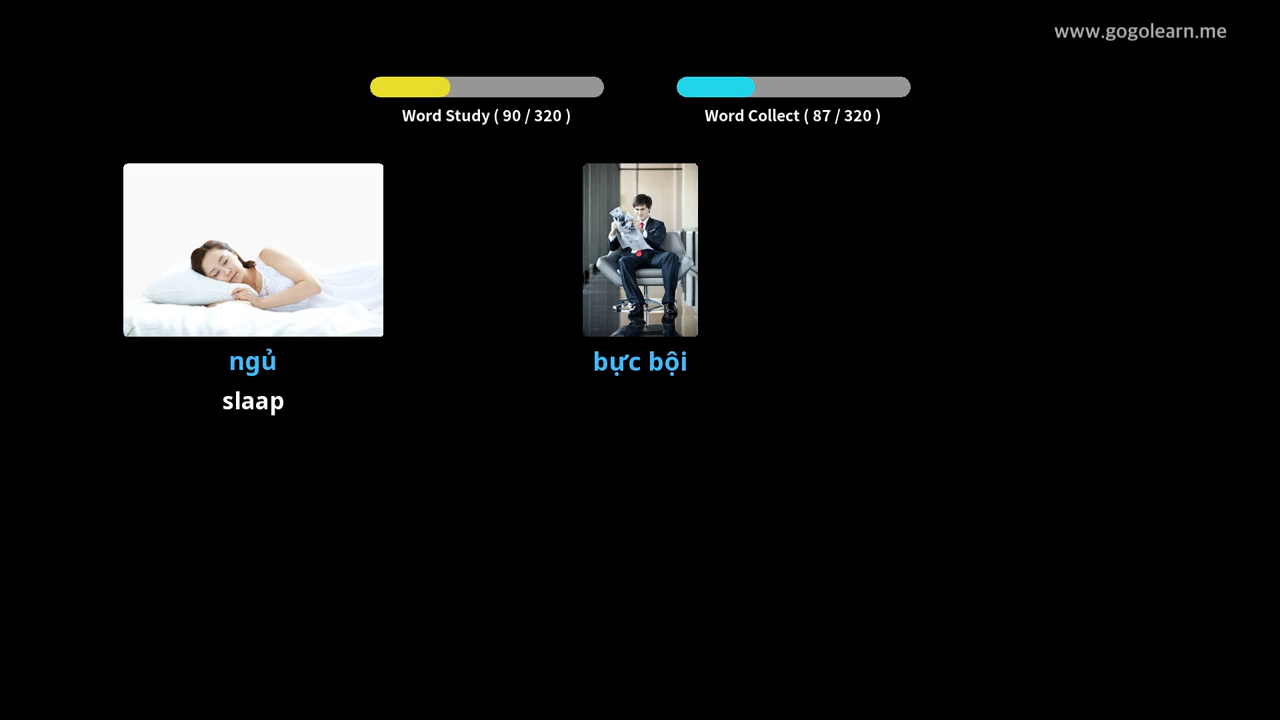 www.gogolearn.me
Word Study ( 90 / 320 )
Word Collect ( 87 / 320 )
ngủ
bực bội
slaap